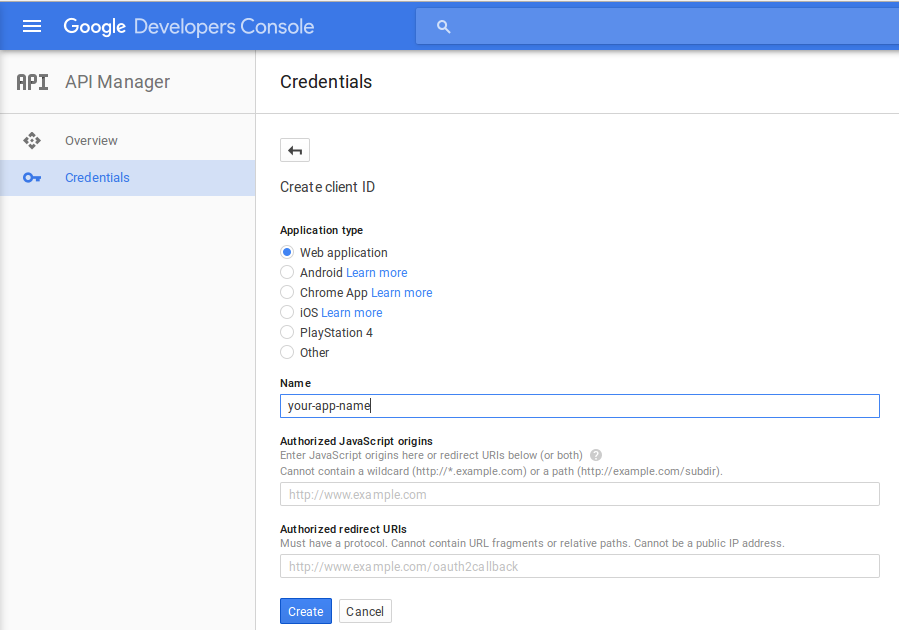 Google Developers Console
API API Manager
Credentials
Overview
Credentials
Create client ID
Application type
Web application
Android Learn more
Chrome App Learn more
iOS Learn more
PlayStation 4
Other
Name
your-app-name
Authorized JavaScript origins
Enter JavaScript origins here or redirect URIs below (or both) ?
Cannot contain a wildcard (http://*.example.com) or a path (http://example.com/subdir).
http://www.example.com
Authorized redirect URIs
Must have a protocol. Cannot contain URL fragments or relative paths. Cannot be a public IP address.
http://www.example.com/oauth2callback
Create Cancel